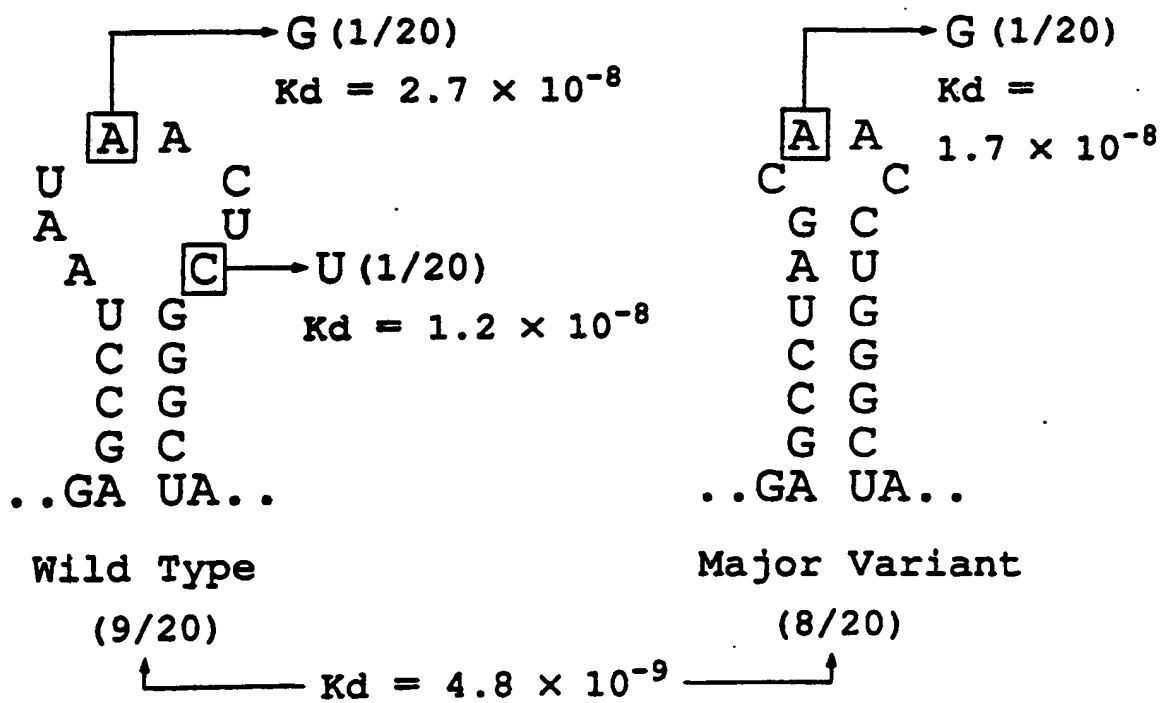 G (1/20) G (1/20)
Kd = 2.7 × 10⁻⁸ Kd =
A A A A 1.7 × 10⁻⁸
U C C C
A U G C
A C U (1/20) A U
U G Kd = 1.2 × 10⁻⁸ U G
C G C G
C G C G
G C G C
..GA UA.. ..GA UA..
Wild Type Major Variant
(9/20) (8/20)
Kd = 4.8 × 10⁻⁹